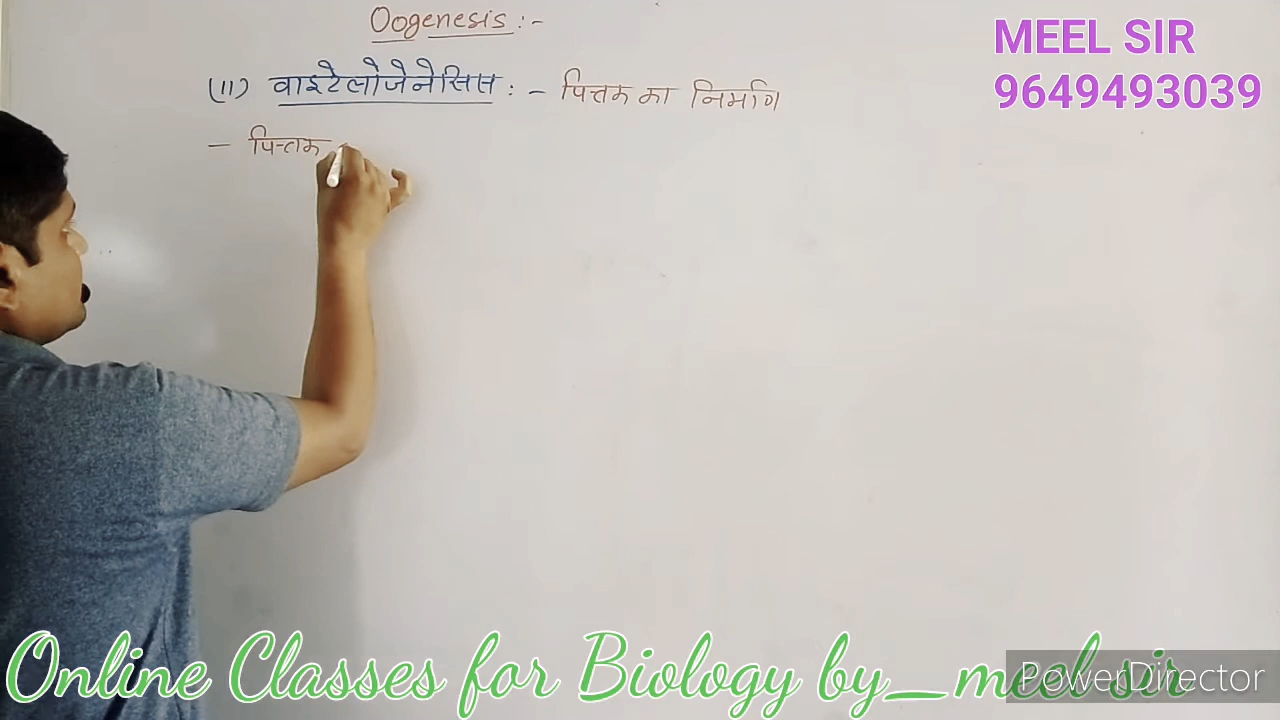 Oogenesis :-
MEEL SIR
9649493039
(II) वाइटेलोजेनेसिस : - पित्तक का निर्माण
- पित्तक
Online Classes for Biology by_meel sir
PowerDirector